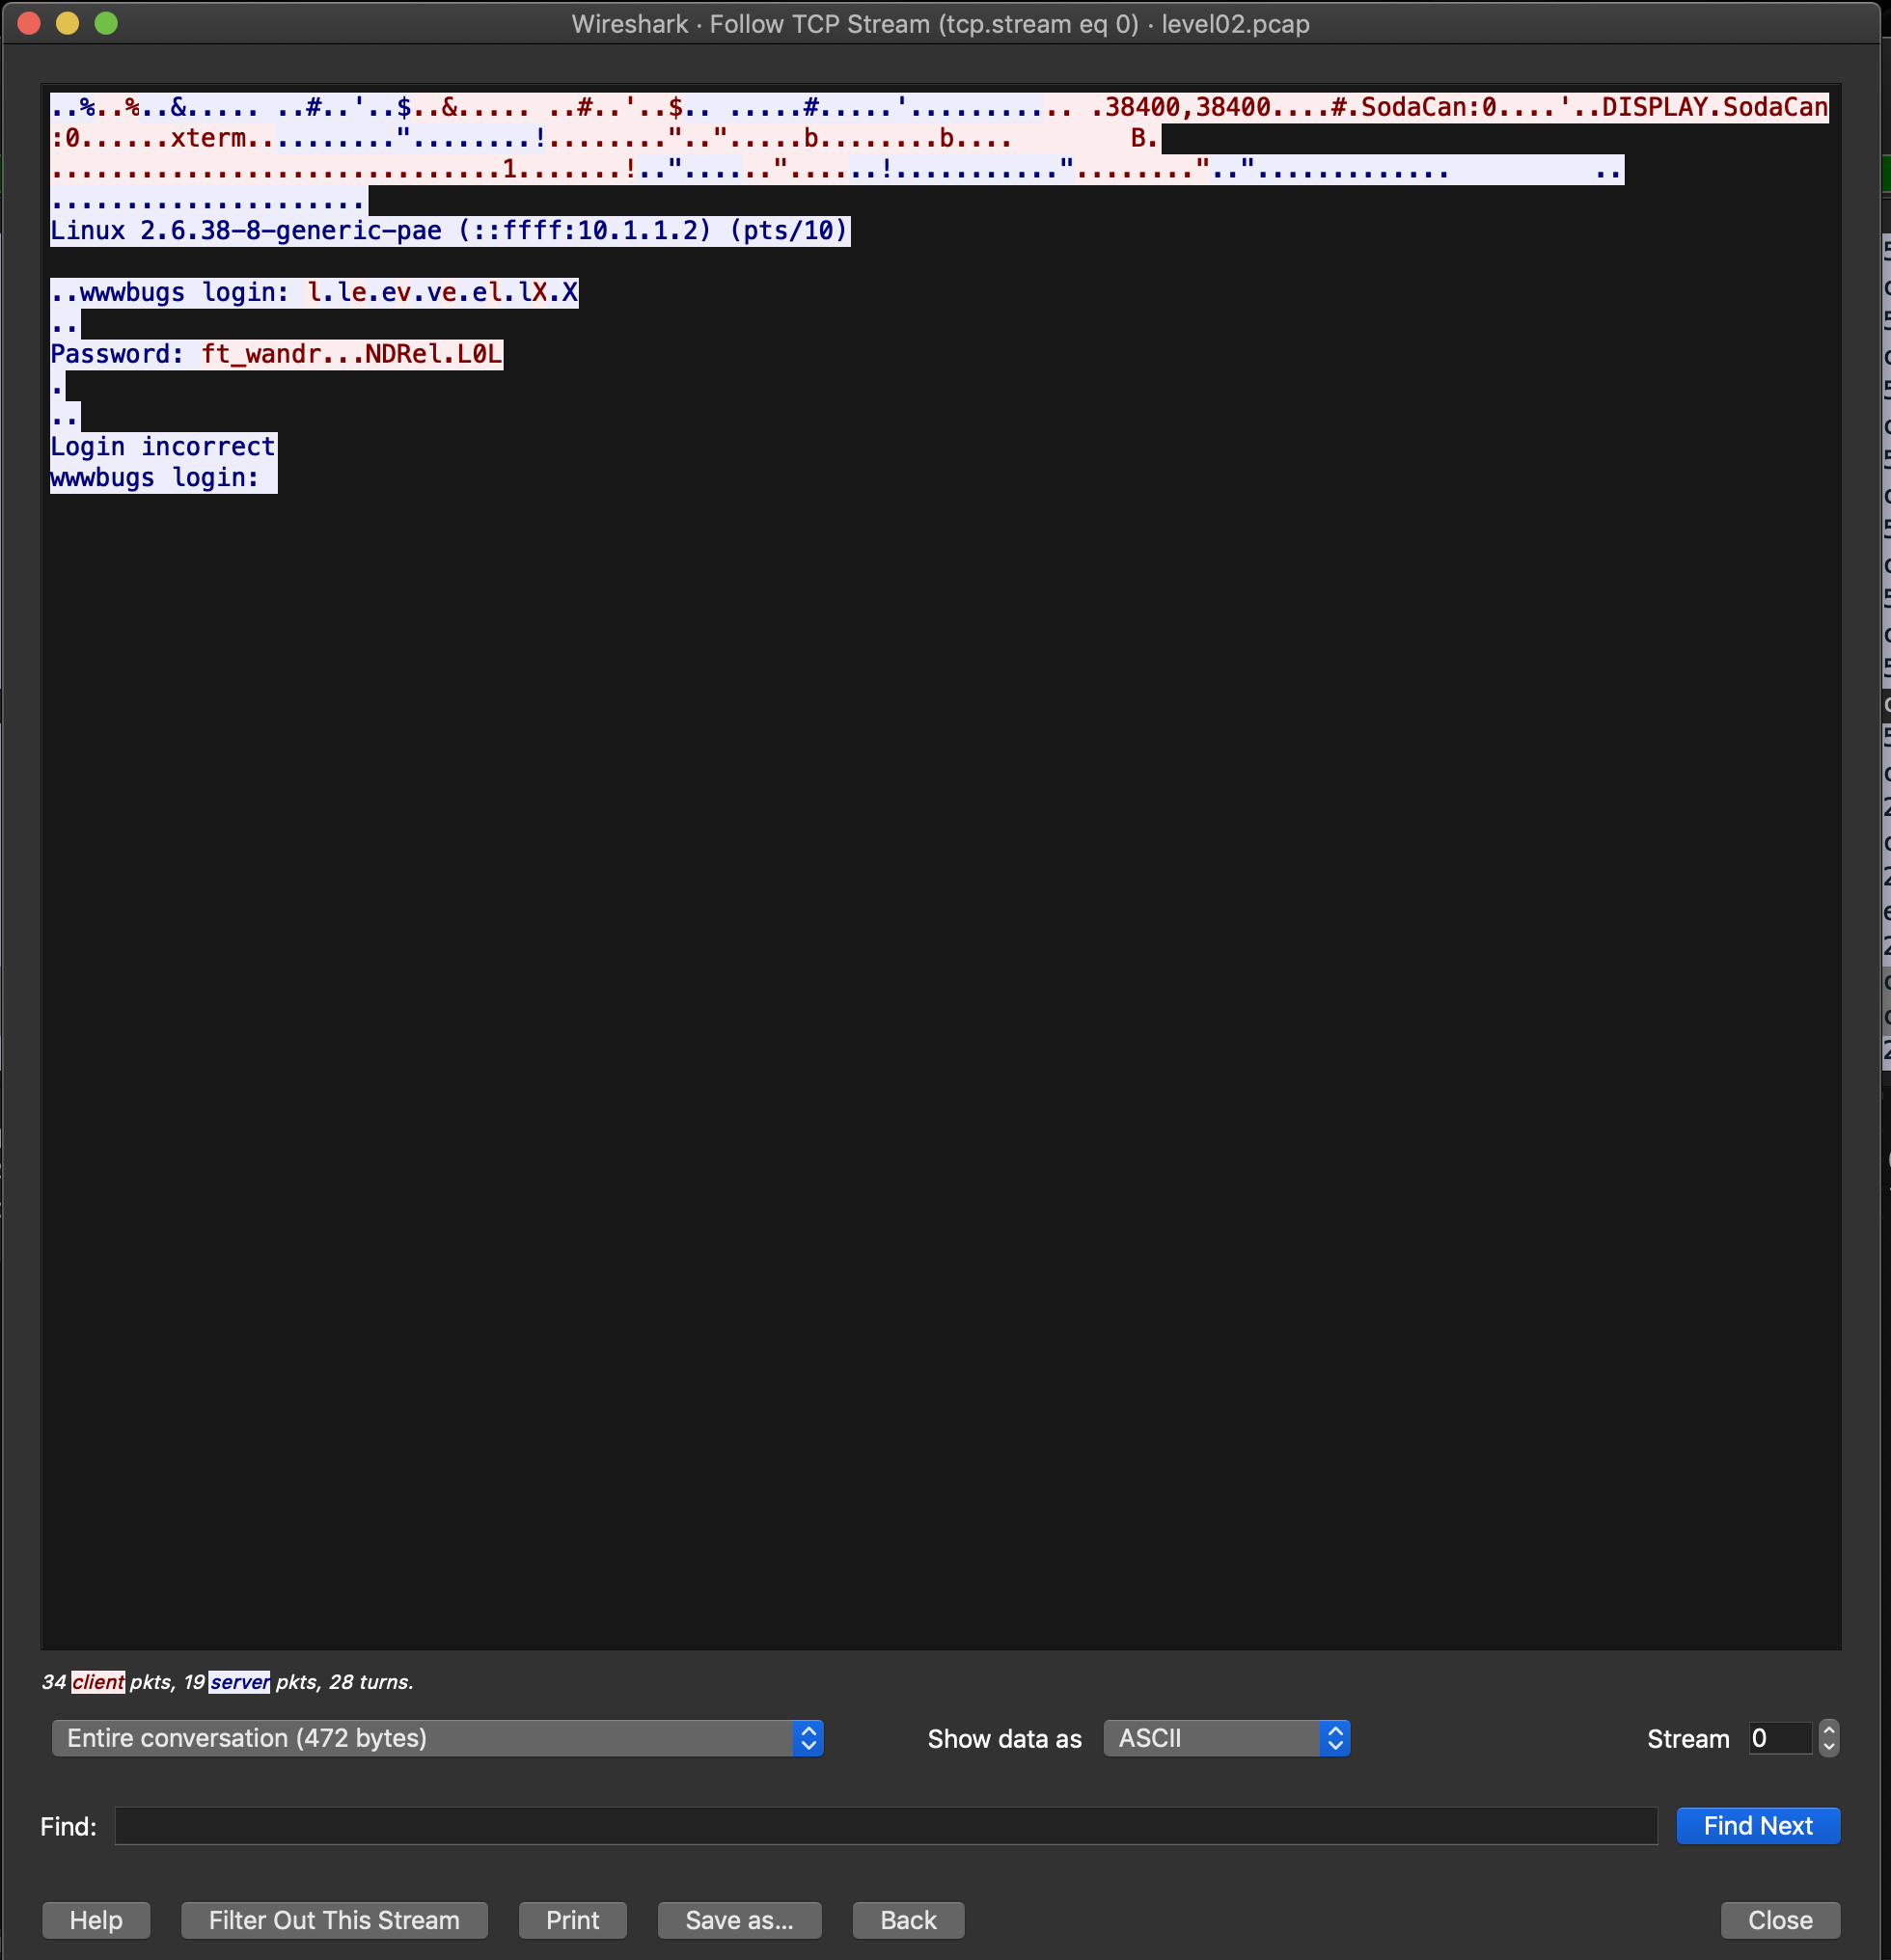 Wireshark · Follow TCP Stream (tcp.stream eq 0) · level02.pcap
..%..%..&..... ..#..'..$..&..... ..#..'..$.. .....#.....'........... .38400,38400....#.SodaCan:0....'..DISPLAY.SodaCan
:0......xterm.........."........!........"..".....b........b....	B.
..............................1.......!.."......"......!..........."........"..".............	..
.....................
Linux 2.6.38-8-generic-pae (::ffff:10.1.1.2) (pts/10)
..wwwbugs login: l.le.ev.ve.el.lX.X
..
Password: ft_wandr...NDRel.L0L
.
..
Login incorrect
wwwbugs login:
34 client pkts, 19 server pkts, 28 turns.
Entire conversation (472 bytes)
Show data as ASCII
Stream 0
Find:
Find Next
Help
Filter Out This Stream
Print
Save as...
Back
Close